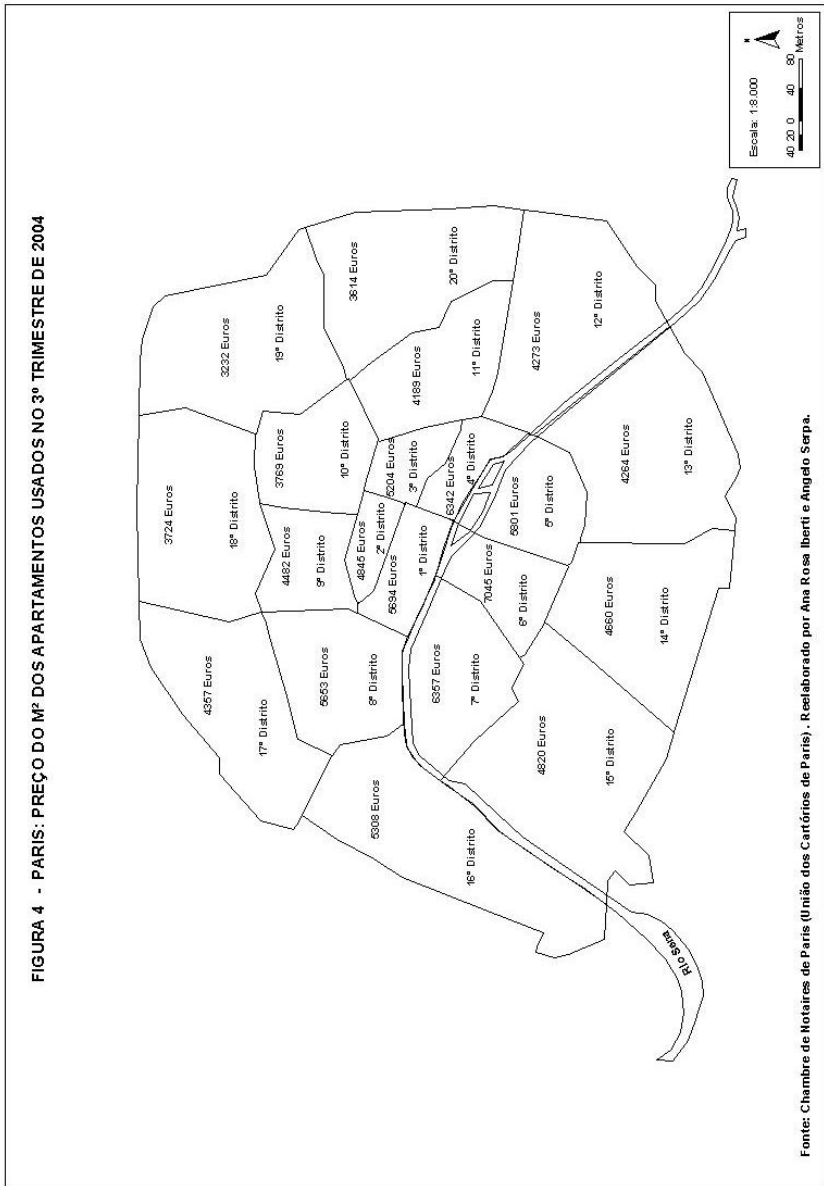 FIGURA 4 - PARIS: PREÇO DO M² DOS APARTAMENTOS USADOS NO 3º TRIMESTRE DE 2004
3724 Euros
18º Distrito
4357 Euros
17º Distrito
3232 Euros
19º Distrito
4482 Euros
9º Distrito
3769 Euros
10º Distrito
5653 Euros
8º Distrito
3614 Euros
20º Distrito
4845 Euros
2º Distrito
5204 Euros
3º Distrito
5694 Euros
1º Distrito
4189 Euros
11º Distrito
5308 Euros
16º Distrito
6357 Euros
7º Distrito
6342 Euros
4º Distrito
7045 Euros
6º Distrito
5801 Euros
5º Distrito
4273 Euros
12º Distrito
4820 Euros
15º Distrito
4660 Euros
14º Distrito
4264 Euros
13º Distrito
Rio Sena
Escala: 1:8.000
40 20 0 40 80
Metros
Fonte: Chambre de Notaires de Paris (União dos Cartórios de Paris). Reelaborado por Ana Rosa Iberti e Angelo Serpa.